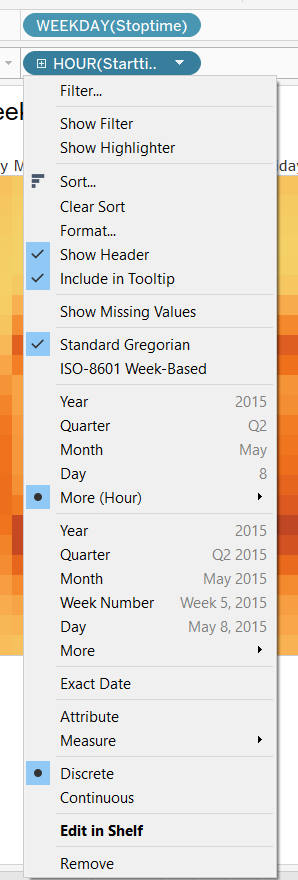 WEEKDAY(Stoptime)
HOUR(Startti..
Filter...
Show Filter
Show Highlighter
Sort...
Clear Sort
Format...
Show Header
Include in Tooltip
Show Missing Values
Standard Gregorian
ISO-8601 Week-Based
Year 2015
Quarter Q2
Month May
Day 8
More (Hour)
Year 2015
Quarter Q2 2015
Month May 2015
Week Number Week 5, 2015
Day May 8, 2015
More
Exact Date
Attribute
Measure
Discrete
Continuous
Edit in Shelf
Remove